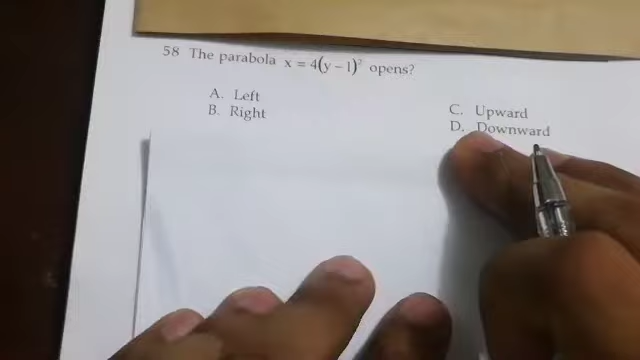 58 The parabola x = 4(y – 1)² opens?
A. Left
B. Right
C. Upward
D. Downward